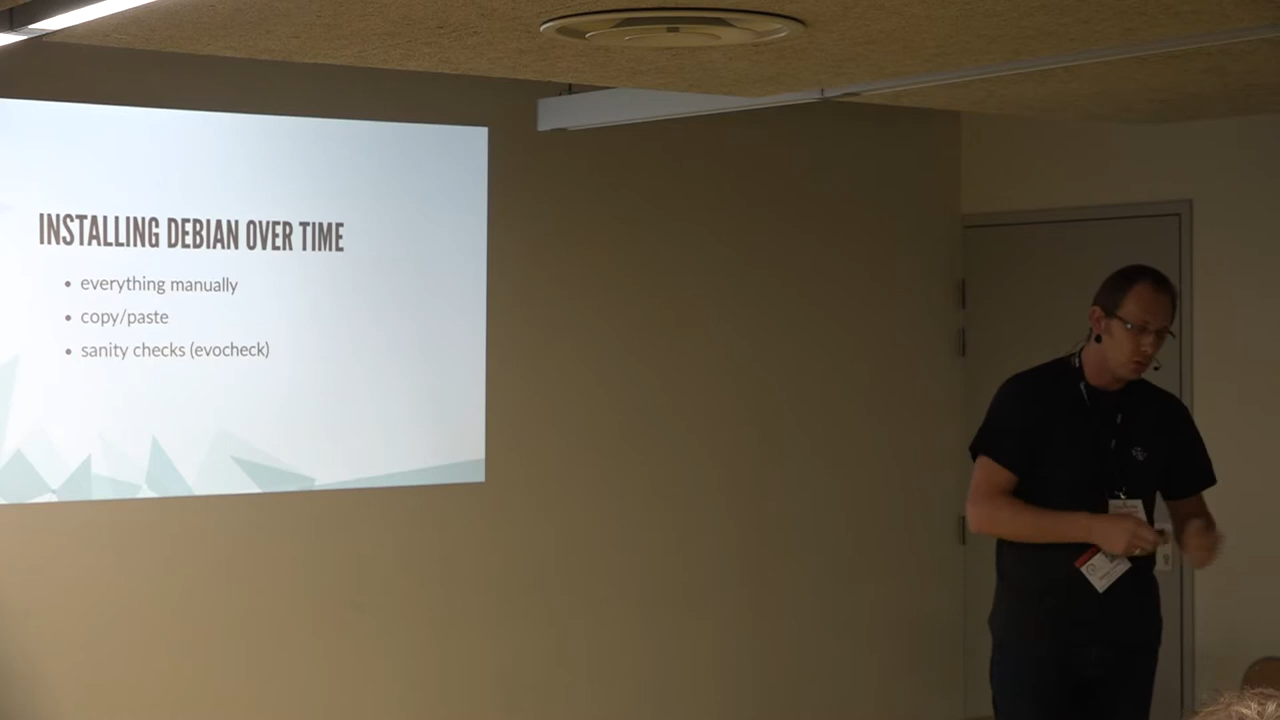 INSTALLING DEBIAN OVER TIME
everything manually
copy/paste
sanity checks (evocheck)